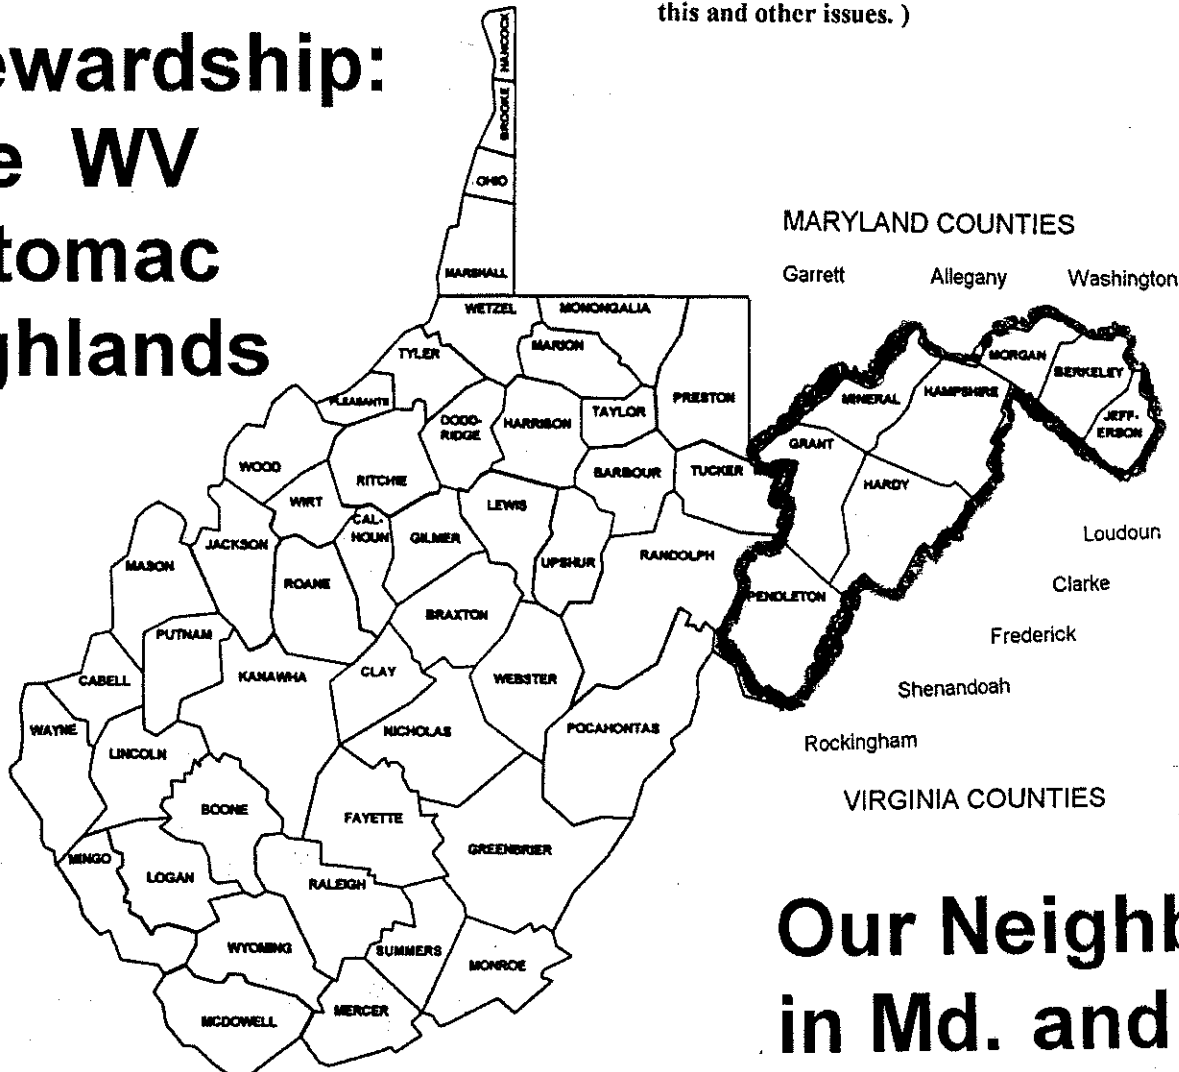 this and other issues. )
ewardship:
e WV
tomac
ghlands
HANCOCK
BROOKE
OHIO
MARSHALL
MARYLAND COUNTIES
Garrett Allegany Washington
WETZEL MONONGALIA
MARION
TYLER
MORGAN
BERKELEY
HAMPSHIRE
MINERAL
PLEASANTS
DODD-
RIDGE
HARRISON
TAYLOR
PRESTON
JEFF-
ERSON
GRANT
WOOD
RITCHIE
BARBOUR
TUCKER
HARDY
WIRT
LEWIS
CAL-
HOUN
GILMER
JACKSON
MASON
ROANE
UPSHUR
RANDOLPH
Loudoun
Clarke
PENDLETON
BRAXTON
PUTNAM
Frederick
CABELL
KANAWHA
CLAY
WEBSTER
Shenandoah
WAYNE
LINCOLN
NICHOLAS
POCAHONTAS
Rockingham
VIRGINIA COUNTIES
BOONE
FAYETTE
MINGO
LOGAN
RALEIGH
GREENBRIER
WYOMING
SUMMERS
MONROE
MCDOWELL
MERCER
Our Neighb
in Md. and